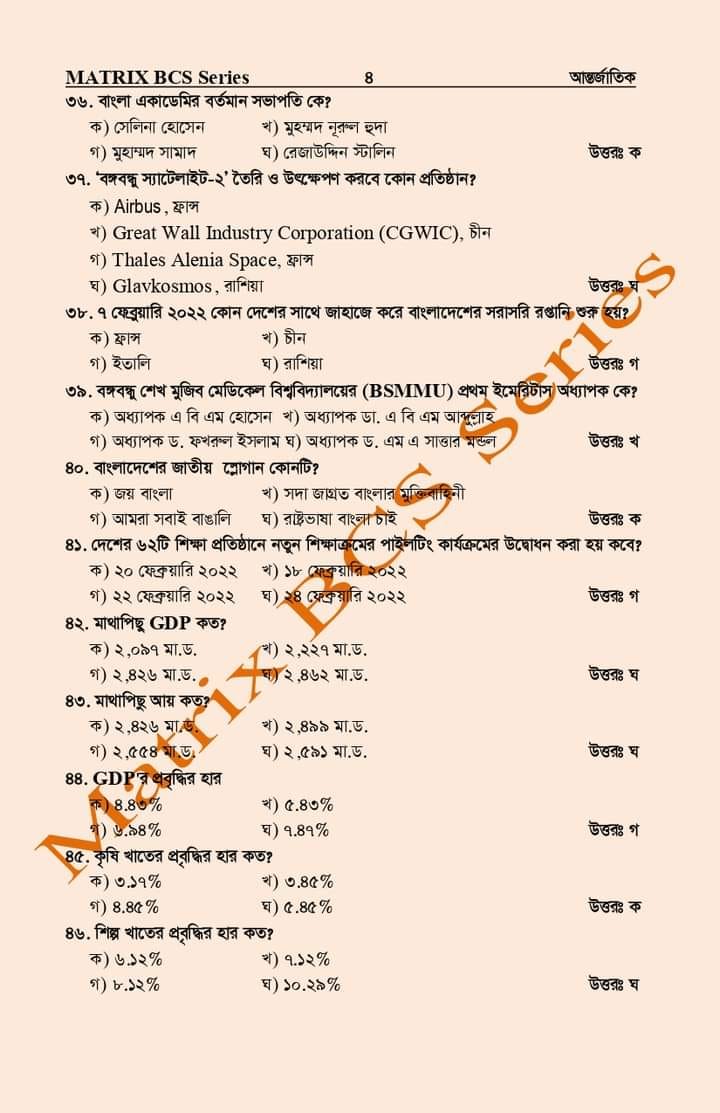 MATRIX BCS Series ৪ আন্তর্জাতিক
৩৬. বাংলা একাডেমির বর্তমান সভাপতি কে?
ক) সেলিনা হোসেন খ) মুহম্মদ নূরুল হুদা
গ) মুহাম্মদ সামাদ ঘ) রেজাউদ্দিন স্টালিন উত্তরঃ ক
৩৭. ‘বঙ্গবন্ধু স্যাটেলাইট-২’ তৈরি ও উৎক্ষেপণ করবে কোন প্রতিষ্ঠান?
ক) Airbus, ফ্রান্স
খ) Great Wall Industry Corporation (CGWIC), চীন
গ) Thales Alenia Space, ফ্রান্স
ঘ) Glavkosmos, রাশিয়া উত্তরঃ ঘ
৩৮. ৭ ফেব্রুয়ারি ২০২২ কোন দেশের সাথে জাহাজে করে বাংলাদেশের সরাসরি রপ্তানি শুরু হয়?
ক) ফ্রান্স খ) চীন
গ) ইতালি ঘ) রাশিয়া উত্তরঃ গ
৩৯. বঙ্গবন্ধু শেখ মুজিব মেডিকেল বিশ্ববিদ্যালয়ের (BSMMU) প্রথম ইমেরিটাস অধ্যাপক কে?
ক) অধ্যাপক এ বি এম হোসেন খ) অধ্যাপক ডা. এ বি এম আব্দুল্লাহ
গ) অধ্যাপক ড. ফখরুল ইসলাম ঘ) অধ্যাপক ড. এম এ সাত্তার মন্ডল উত্তরঃ খ
৪০. বাংলাদেশের জাতীয় স্লোগান কোনটি?
ক) জয় বাংলা খ) সদা জাগ্রত বাংলার মুক্তিবাহিনী
গ) আমরা সবাই বাঙালি ঘ) রাষ্ট্রভাষা বাংলা চাই উত্তরঃ ক
৪১. দেশের ৬২টি শিক্ষা প্রতিষ্ঠানে নতুন শিক্ষাক্রমের পাইলটিং কার্যক্রমের উদ্বোধন করা হয় কবে?
ক) ২০ ফেব্রুয়ারি ২০২২ খ) ১৮ ফেব্রুয়ারি ২০২২
গ) ২২ ফেব্রুয়ারি ২০২২ ঘ) ২৪ ফেব্রুয়ারি ২০২২ উত্তরঃ গ
৪২. মাথাপিছু GDP কত?
ক) ২,০৯৭ মা.ড. খ) ২,২২৭ মা.ড.
গ) ২,৪২৬ মা.ড. ঘ) ২,৪৬২ মা.ড. উত্তরঃ ঘ
৪৩. মাথাপিছু আয় কত?
ক) ২,৪২৬ মা.ড. খ) ২,৪৯৯ মা.ড.
গ) ২,৫৫৪ মা.ড. ঘ) ২,৫৯১ মা.ড. উত্তরঃ ঘ
৪৪. GDP'র প্রবৃদ্ধির হার
ক) ৪.৪৩% খ) ৫.৪৩%
গ) ৬.৯৪% ঘ) ৭.৪৭% উত্তরঃ গ
৪৫. কৃষি খাতের প্রবৃদ্ধির হার কত?
ক) ৩.১৭% খ) ৩.৪৫%
গ) ৪.৪৫% ঘ) ৫.৪৫% উত্তরঃ ক
৪৬. শিল্প খাতের প্রবৃদ্ধির হার কত?
ক) ৬.১২% খ) ৭.১২%
গ) ৮.১২% ঘ) ১০.২৯% উত্তরঃ ঘ
Matrix BCS Series